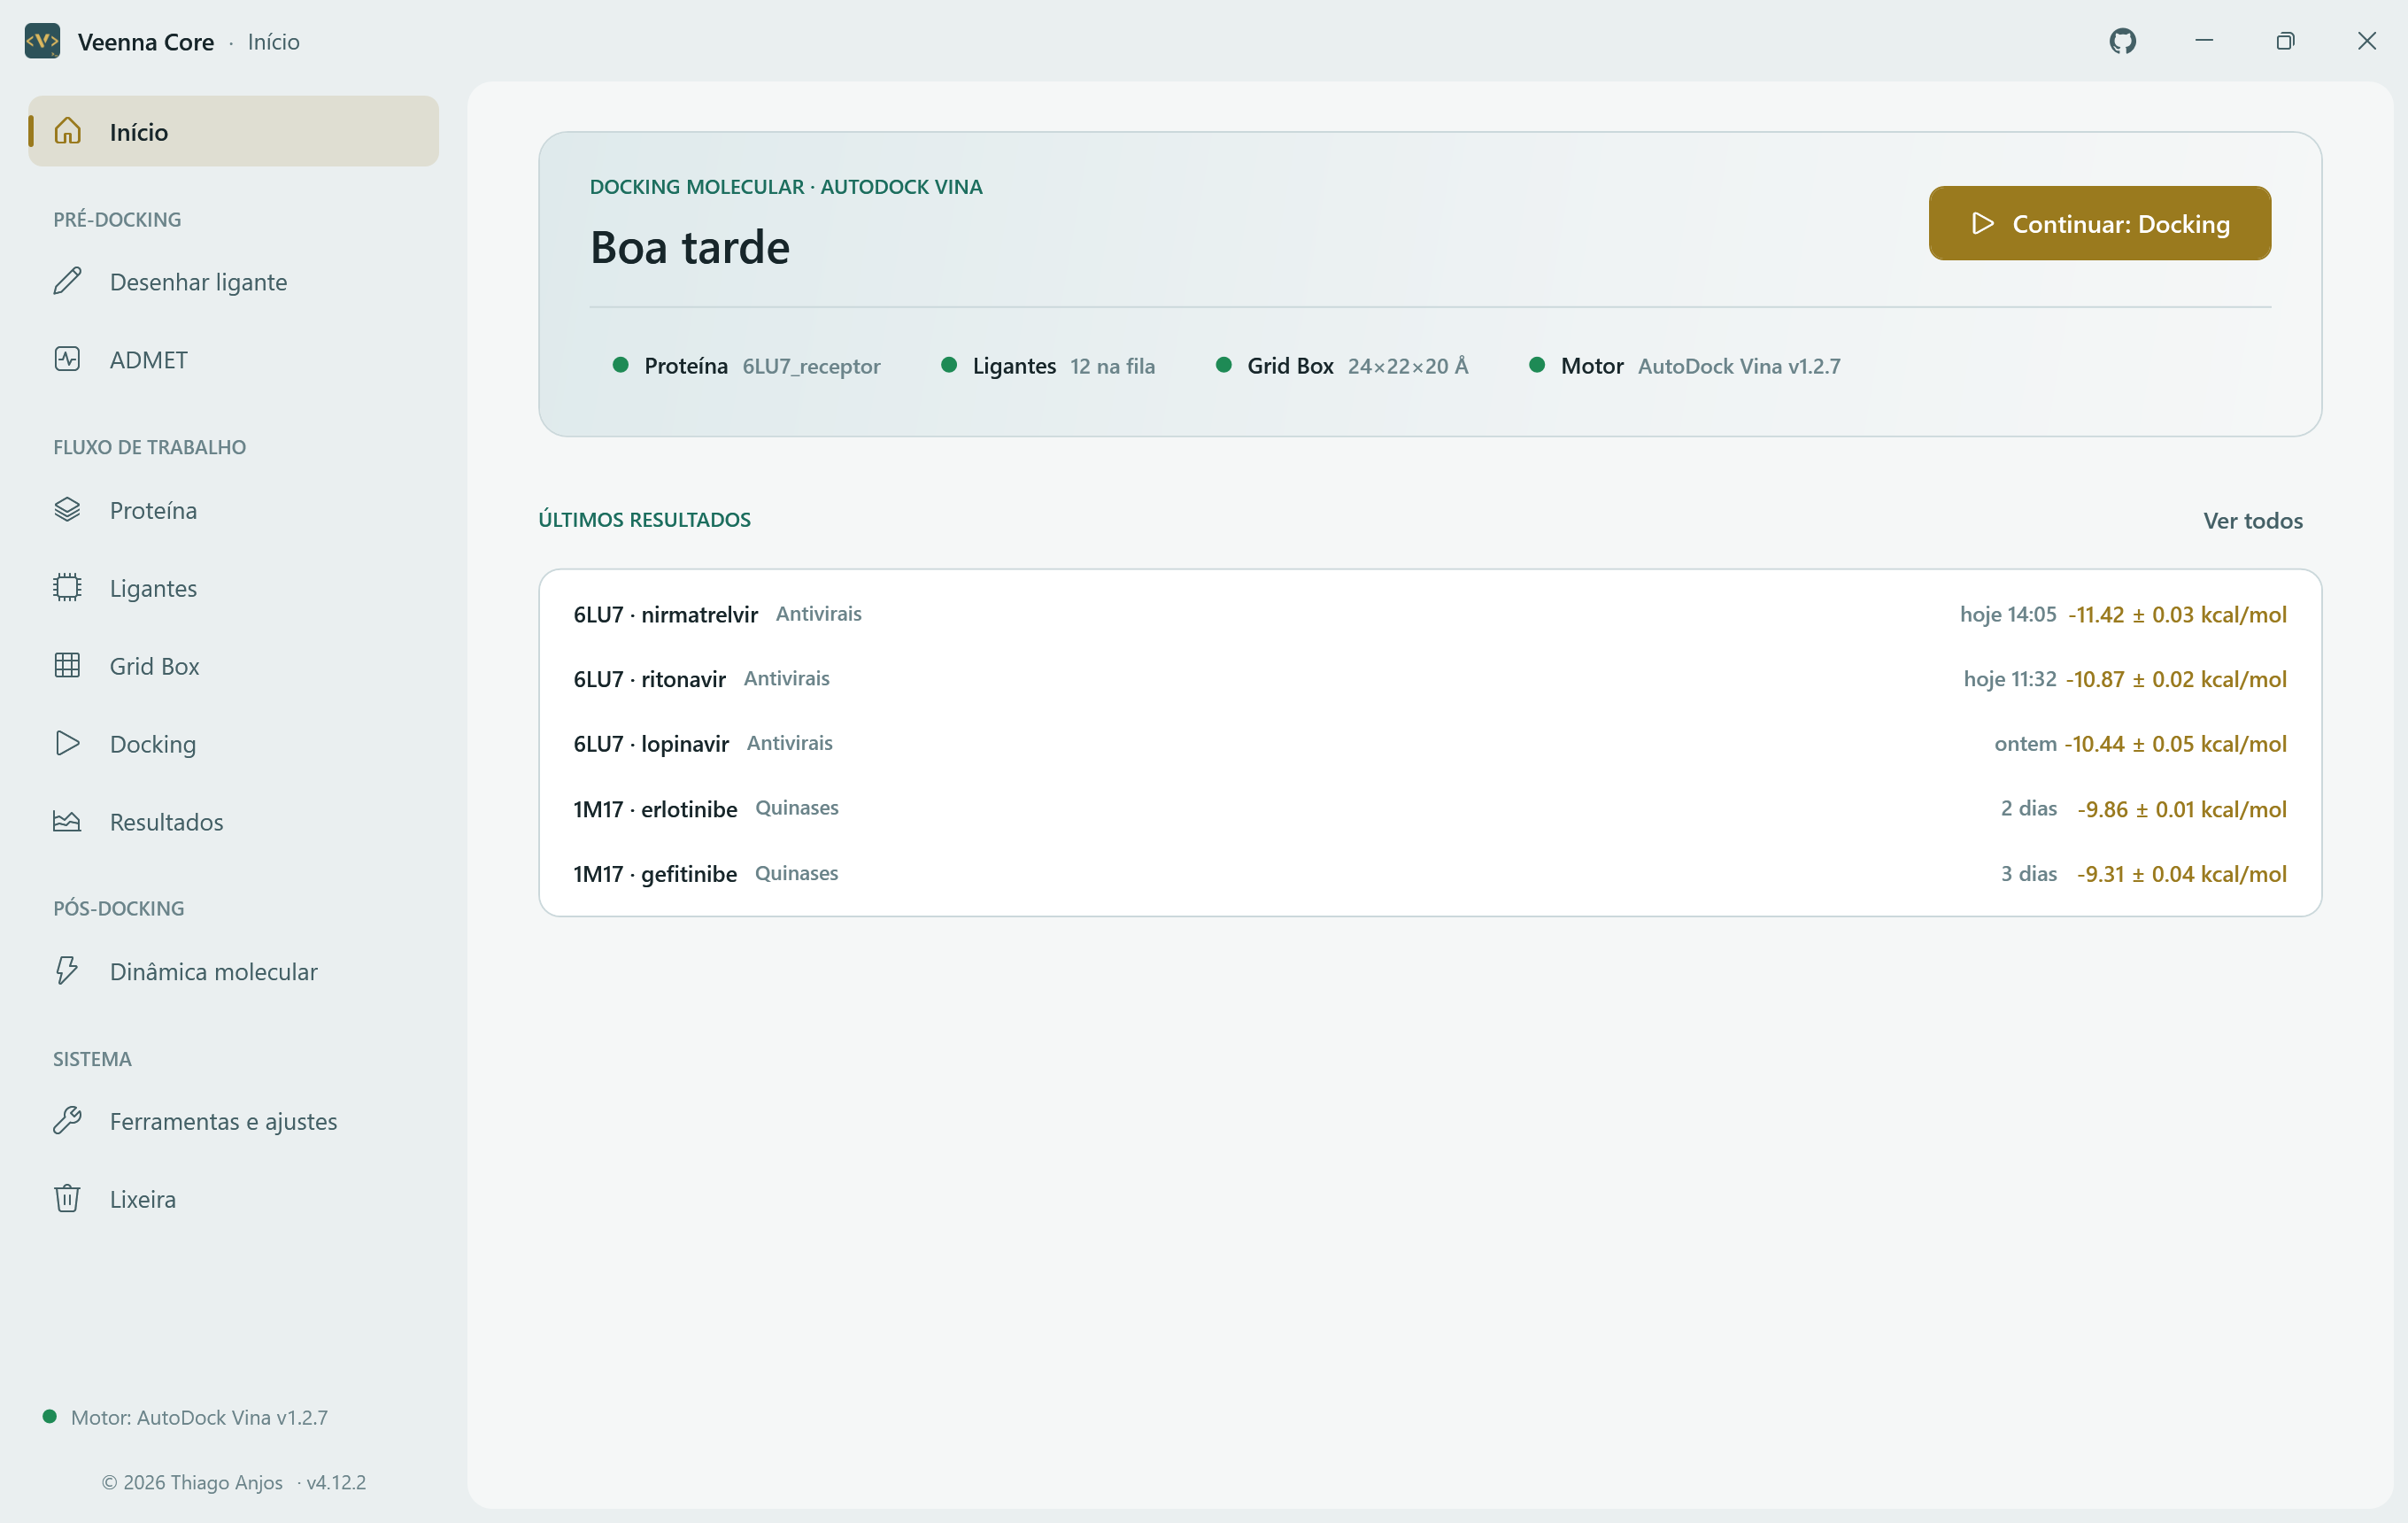 Veenna Core · Início
Início
PRÉ-DOCKING
Desenhar ligante
ADMET
FLUXO DE TRABALHO
Proteína
Ligantes
Grid Box
Docking
Resultados
PÓS-DOCKING
Dinâmica molecular
SISTEMA
Ferramentas e ajustes
Lixeira
Motor: AutoDock Vina v1.2.7
© 2026 Thiago Anjos · v4.12.2
DOCKING MOLECULAR · AUTODOCK VINA
Boa tarde
Continuar: Docking
Proteína 6LU7_receptor Ligantes 12 na fila Grid Box 24×22×20 Å Motor AutoDock Vina v1.2.7
ÚLTIMOS RESULTADOS Ver todos
6LU7 · nirmatrelvir Antivirais hoje 14:05 -11.42 ± 0.03 kcal/mol
6LU7 · ritonavir Antivirais hoje 11:32 -10.87 ± 0.02 kcal/mol
6LU7 · lopinavir Antivirais ontem -10.44 ± 0.05 kcal/mol
1M17 · erlotinibe Quinases 2 dias -9.86 ± 0.01 kcal/mol
1M17 · gefitinibe Quinases 3 dias -9.31 ± 0.04 kcal/mol